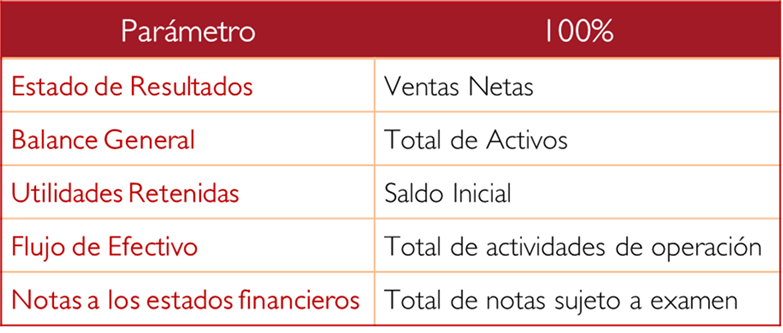 Parámetro 100%
Estado de Resultados Ventas Netas
Balance General Total de Activos
Utilidades Retenidas Saldo Inicial
Flujo de Efectivo Total de actividades de operación
Notas a los estados financieros Total de notas sujeto a examen